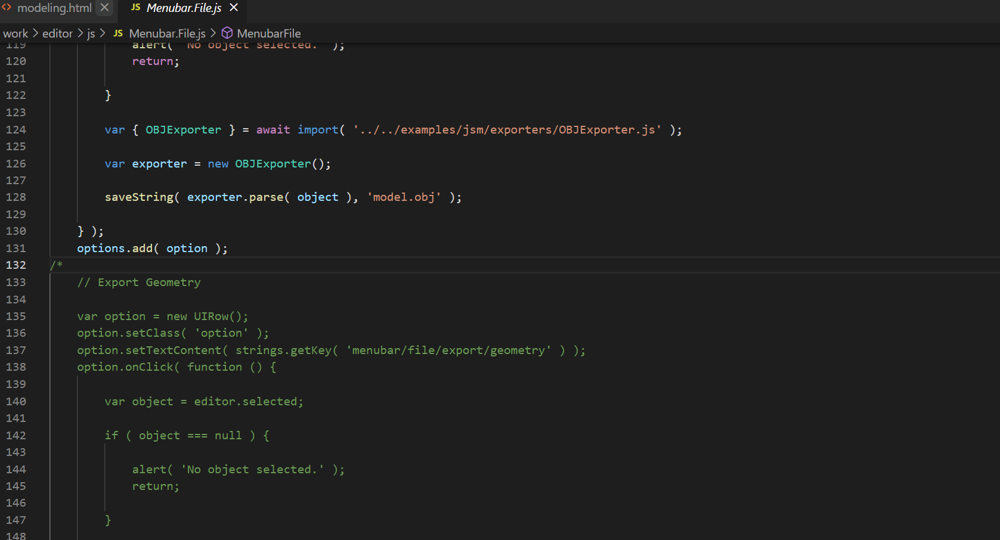 <> modeling.html ×
JS Menubar.File.js ×
work > editor > js > JS Menubar.File.js > MenubarFile
119 alert( 'No object selected.' );
120 return;
121
122 }
123
124 var { OBJExporter } = await import( '../../examples/jsm/exporters/OBJExporter.js' );
125
126 var exporter = new OBJExporter();
127
128 saveString( exporter.parse( object ), 'model.obj' );
129
130 } );
131 options.add( option );
132 /*
133 // Export Geometry
134
135 var option = new UIRow();
136 option.setClass( 'option' );
137 option.setTextContent( strings.getKey( 'menubar/file/export/geometry' ) );
138 option.onClick( function () {
139
140 var object = editor.selected;
141
142 if ( object === null ) {
143
144 alert( 'No object selected.' );
145 return;
146
147 }
148